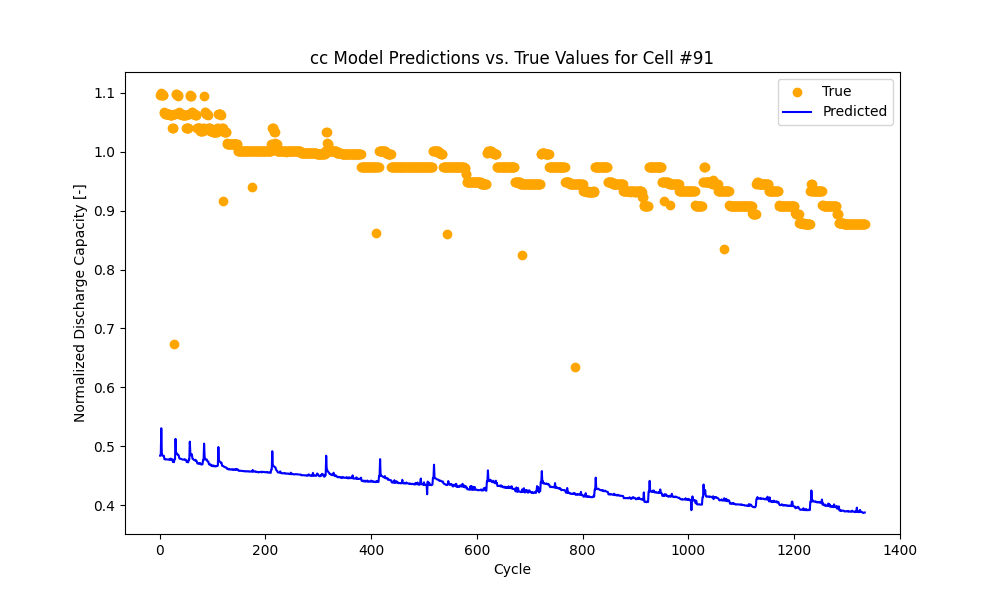 cc Model Predictions vs. True Values for Cell #91
True
Predicted
Normalized Discharge Capacity [-]
1.1
1.0
0.9
0.8
0.7
0.6
0.5
0.4
0 200 400 600 800 1000 1200 1400
Cycle